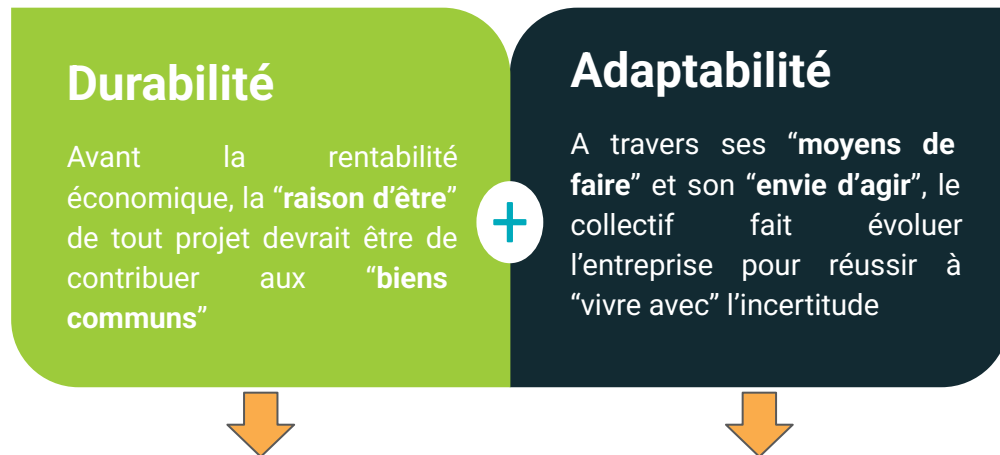 Durabilité
Avant la rentabilité
économique, la “raison d’être”
de tout projet devrait être de
contribuer aux “biens
communs”
+
Adaptabilité
A travers ses “moyens de
faire” et son “envie d’agir”, le
collectif fait évoluer
l’entreprise pour réussir à
“vivre avec” l’incertitude